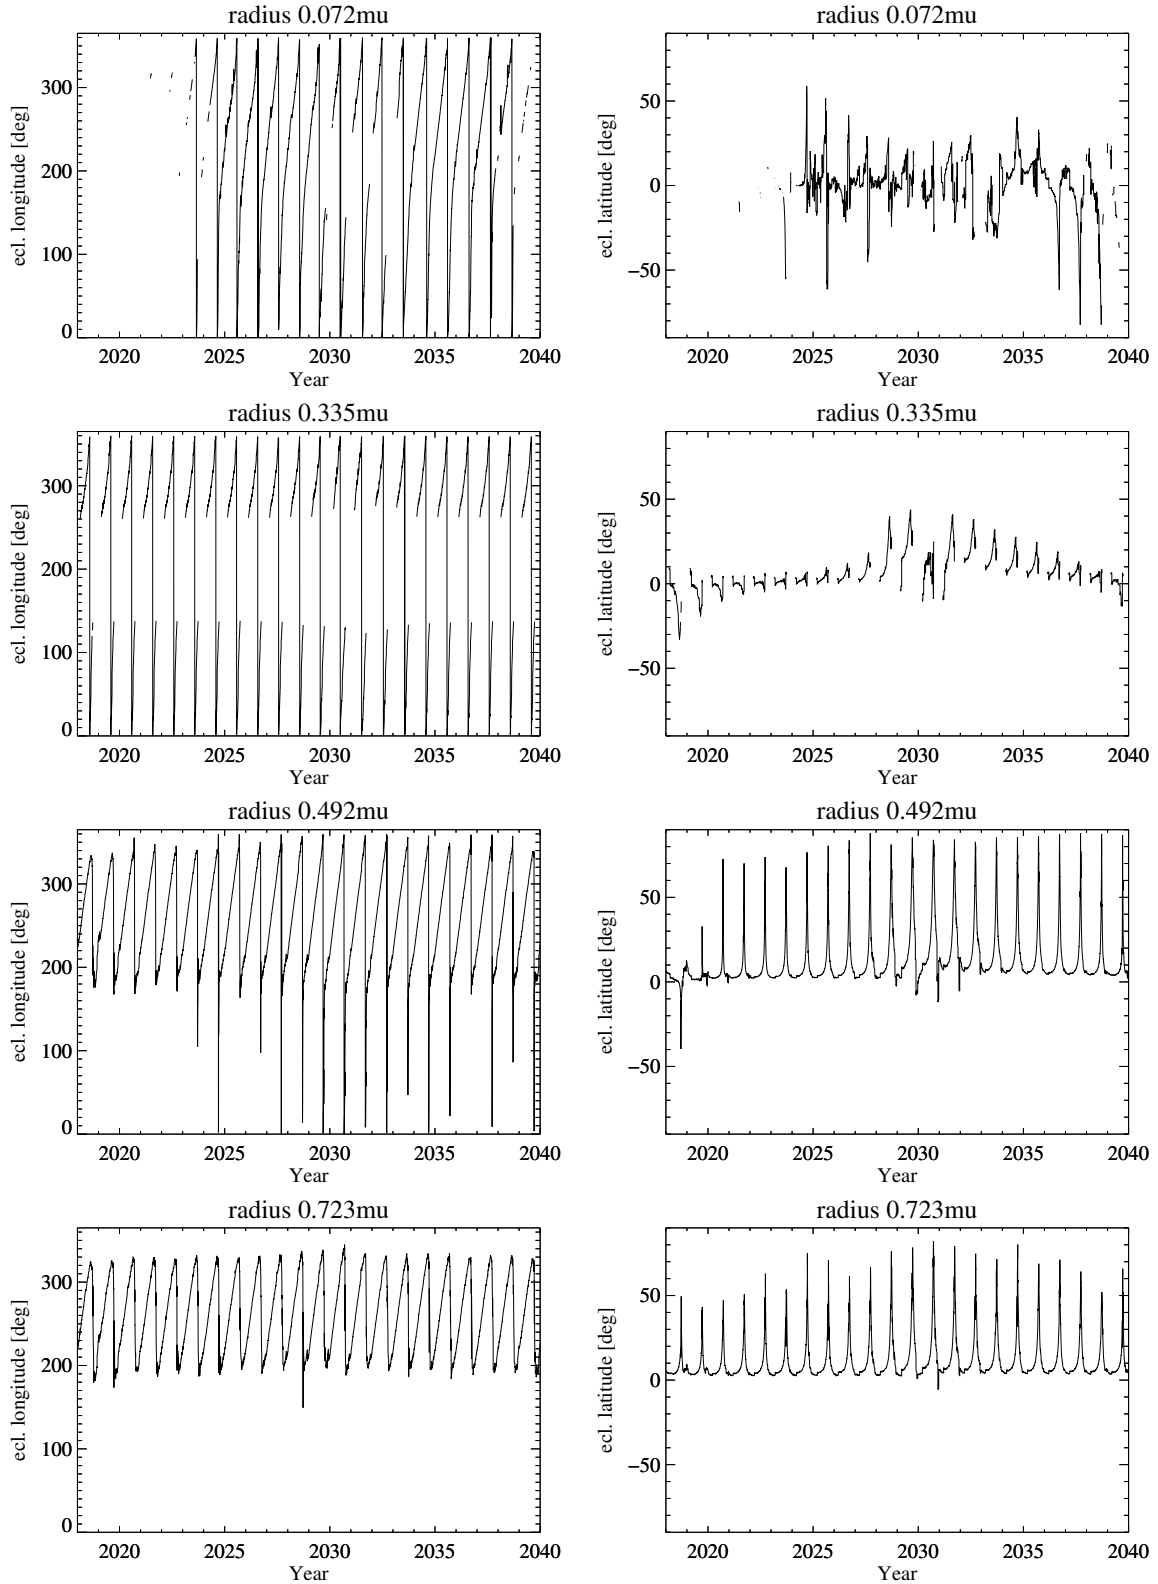 radius 0.072mu
ecl. longitude [deg]
300
200
100
0
2020 2025 2030 2035 2040
Year
radius 0.072mu
ecl. latitude [deg]
50
0
−50
2020 2025 2030 2035 2040
Year
radius 0.335mu
ecl. longitude [deg]
300
200
100
0
2020 2025 2030 2035 2040
Year
radius 0.335mu
ecl. latitude [deg]
50
0
−50
2020 2025 2030 2035 2040
Year
radius 0.492mu
ecl. longitude [deg]
300
200
100
0
2020 2025 2030 2035 2040
Year
radius 0.492mu
ecl. latitude [deg]
50
0
−50
2020 2025 2030 2035 2040
Year
radius 0.723mu
ecl. longitude [deg]
300
200
100
0
2020 2025 2030 2035 2040
Year
radius 0.723mu
ecl. latitude [deg]
50
0
−50
2020 2025 2030 2035 2040
Year